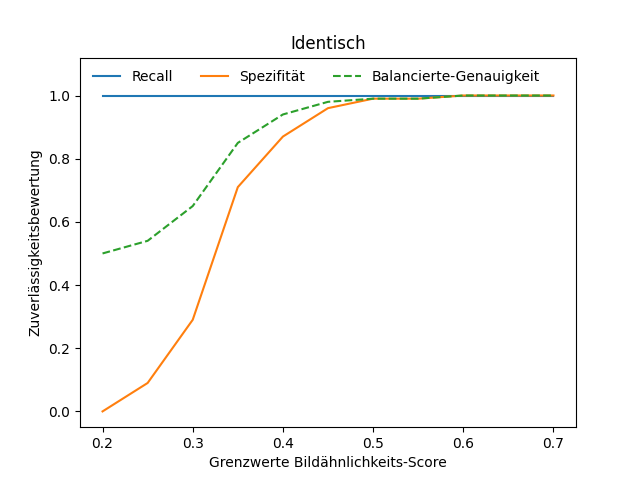 Identisch
Recall Spezifität Balancierte-Genauigkeit
1.0
0.8
0.6
0.4
0.2
0.0
Zuverlässigkeitsbewertung
0.2 0.3 0.4 0.5 0.6 0.7
Grenzwerte Bildähnlichkeits-Score